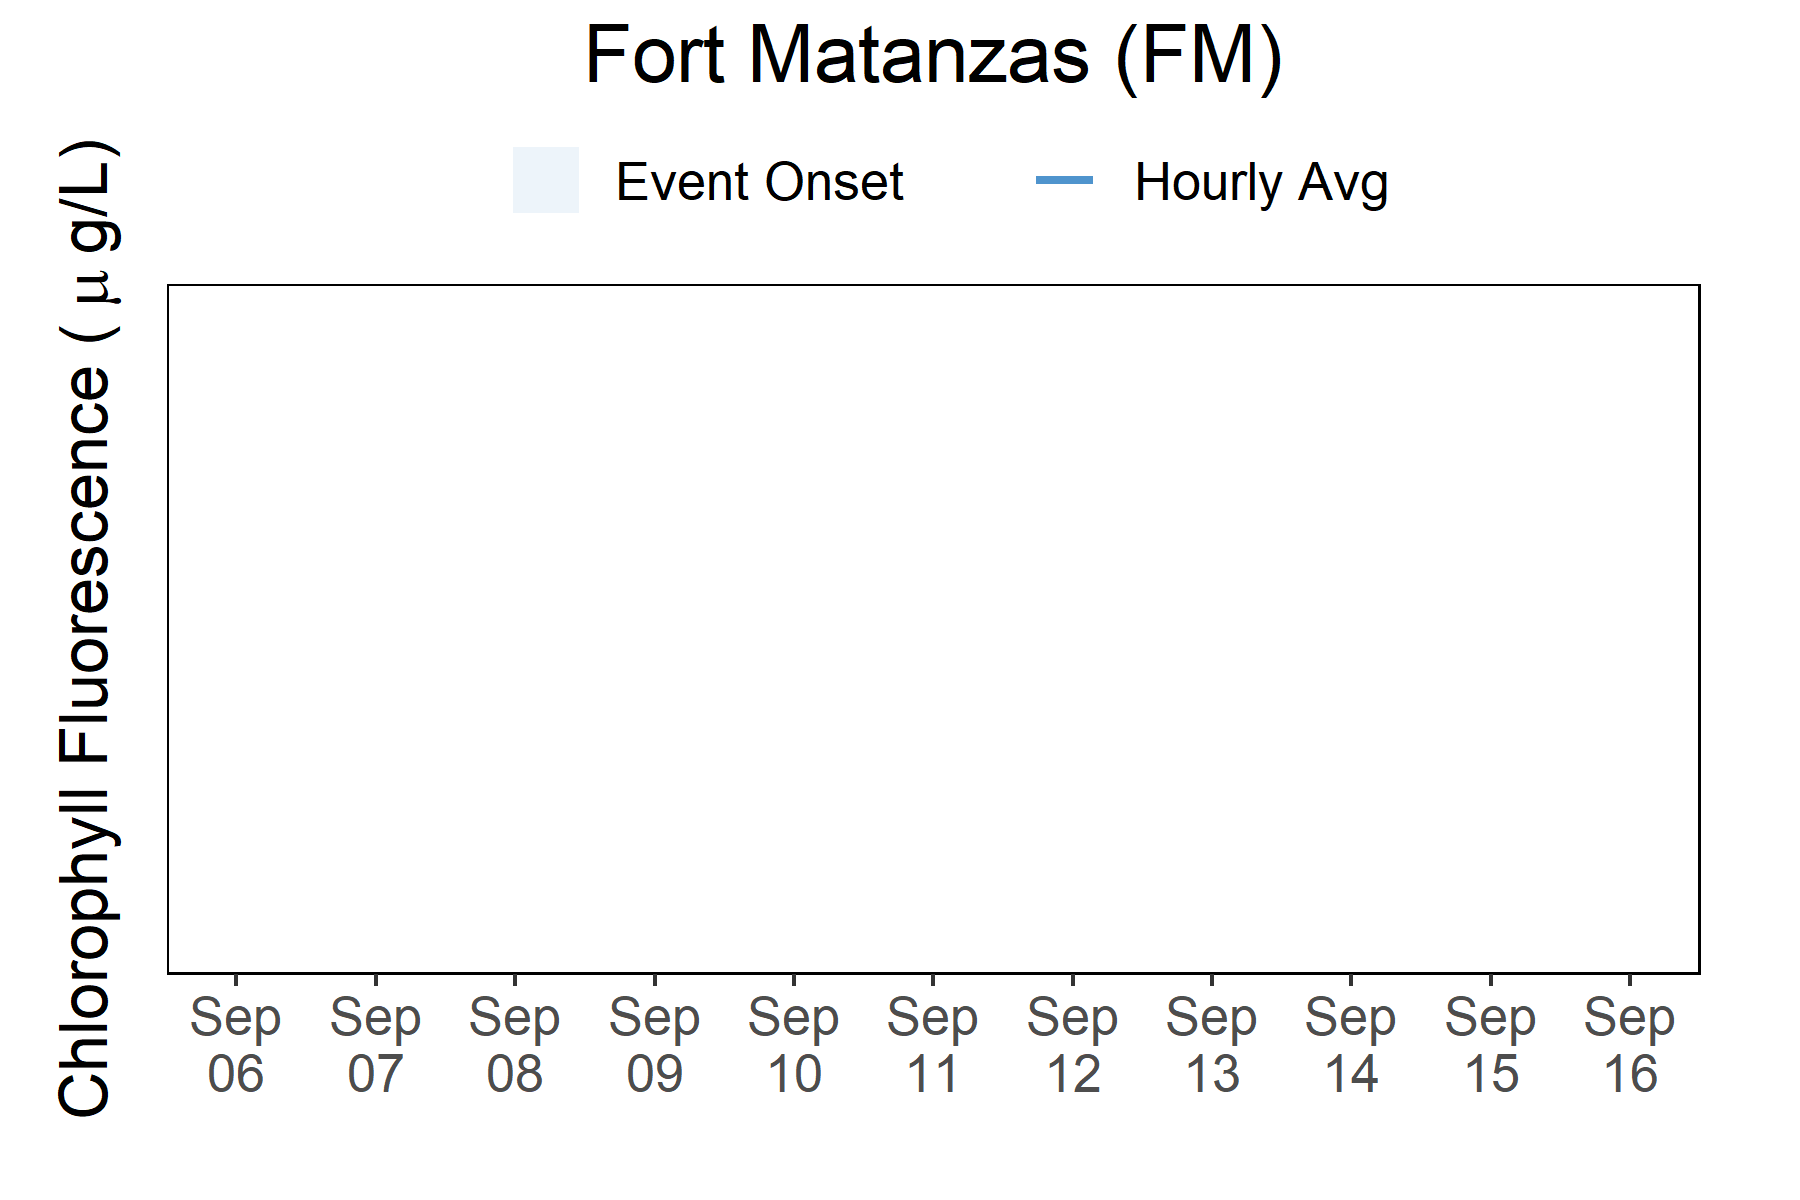 Fort Matanzas (FM)
Event Onset
Hourly Avg
Chlorophyll Fluorescence ( μ g/L)
Sep 06
Sep 07
Sep 08
Sep 09
Sep 10
Sep 11
Sep 12
Sep 13
Sep 14
Sep 15
Sep 16